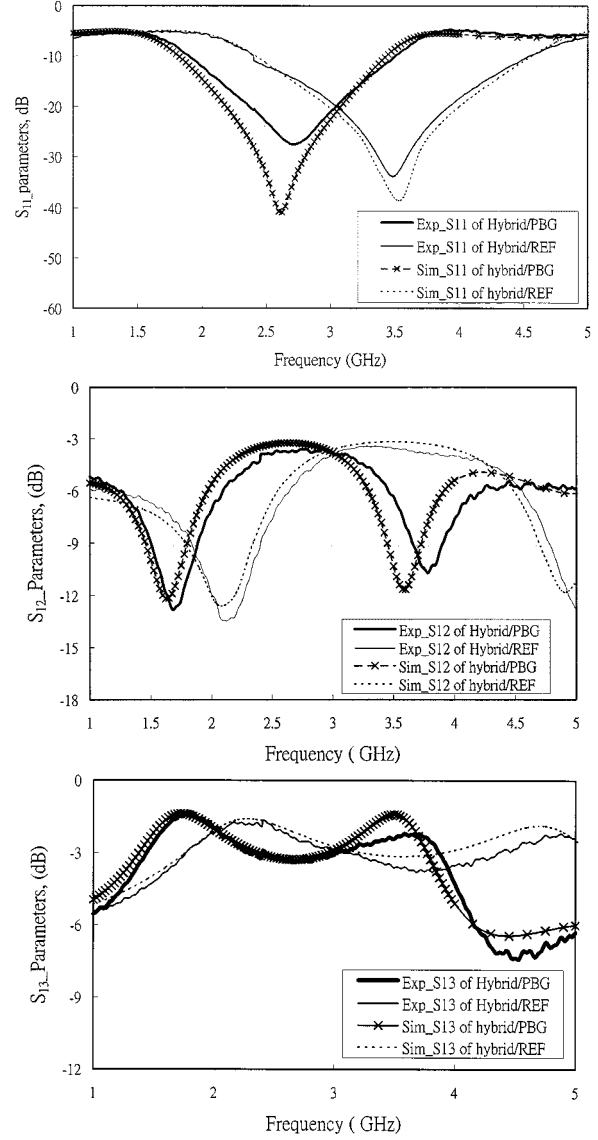 0
-10
-20
-30
-40
-50
-60
S11_parameters, dB
Exp_S11 of Hybrid/PBG
Exp_S11 of Hybrid/REF
Sim_S11 of hybrid/PBG
Sim_S11 of hybrid/REF
1 1.5 2 2.5 3 3.5 4 4.5 5
Frequency (GHz)
0
-3
-6
-9
-12
-15
-18
S12_Parameters, (dB)
Exp_S12 of Hybrid/PBG
Exp_S12 of Hybrid/REF
Sim_S12 of hybrid/PBG
Sim_S12 of hybrid/REF
1 1.5 2 2.5 3 3.5 4 4.5 5
Frequency ( GHz)
0
-3
-6
-9
-12
S13_Parameters, (dB)
Exp_S13 of Hybrid/PBG
Exp_S13 of Hybrid/REF
Sim_S13 of hybrid/PBG
Sim_S13 of hybrid/REF
1 2 3 4 5
Frequency (GHz)